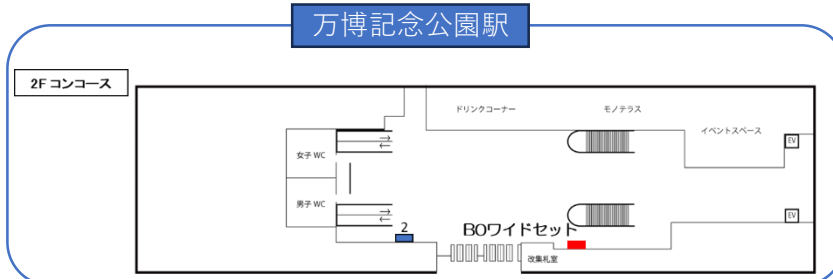 万博記念公園駅
2F コンコース
ドリンクコーナー
モノテラス
イベントスペース
EV
女子 WC
男子 WC
EV
2
BOワイドセット
改集札室